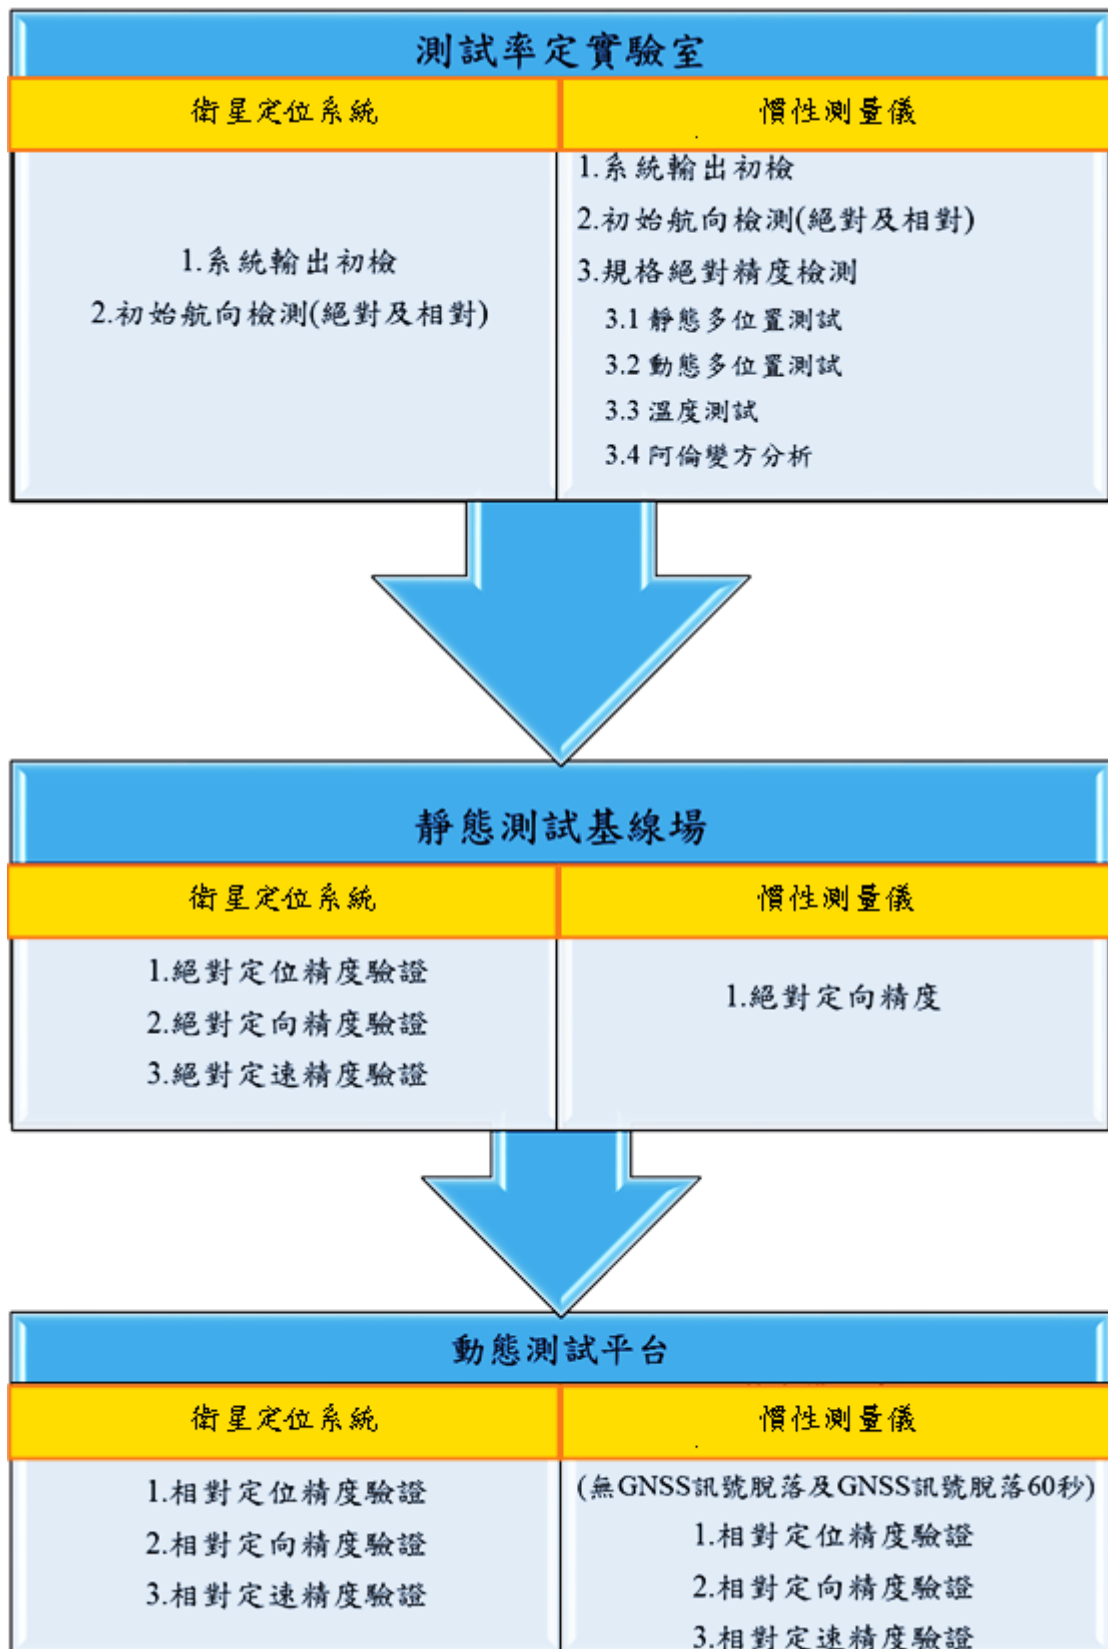 測試率定實驗室
衛星定位系統
慣性測量儀
1.系統輸出初檢
2.初始航向檢測(絕對及相對)
1.系統輸出初檢
2.初始航向檢測(絕對及相對)
3.規格絕對精度檢測
3.1 靜態多位置測試
3.2 動態多位置測試
3.3 溫度測試
3.4 阿倫變方分析
靜態測試基線場
衛星定位系統
慣性測量儀
1.絕對定位精度驗證
2.絕對定向精度驗證
3.絕對定速精度驗證
1.絕對定向精度
動態測試平台
衛星定位系統
慣性測量儀
1.相對定位精度驗證
2.相對定向精度驗證
3.相對定速精度驗證
(無GNSS訊號脫落及GNSS訊號脫落60秒)
1.相對定位精度驗證
2.相對定向精度驗證
3.相對定速精度驗證